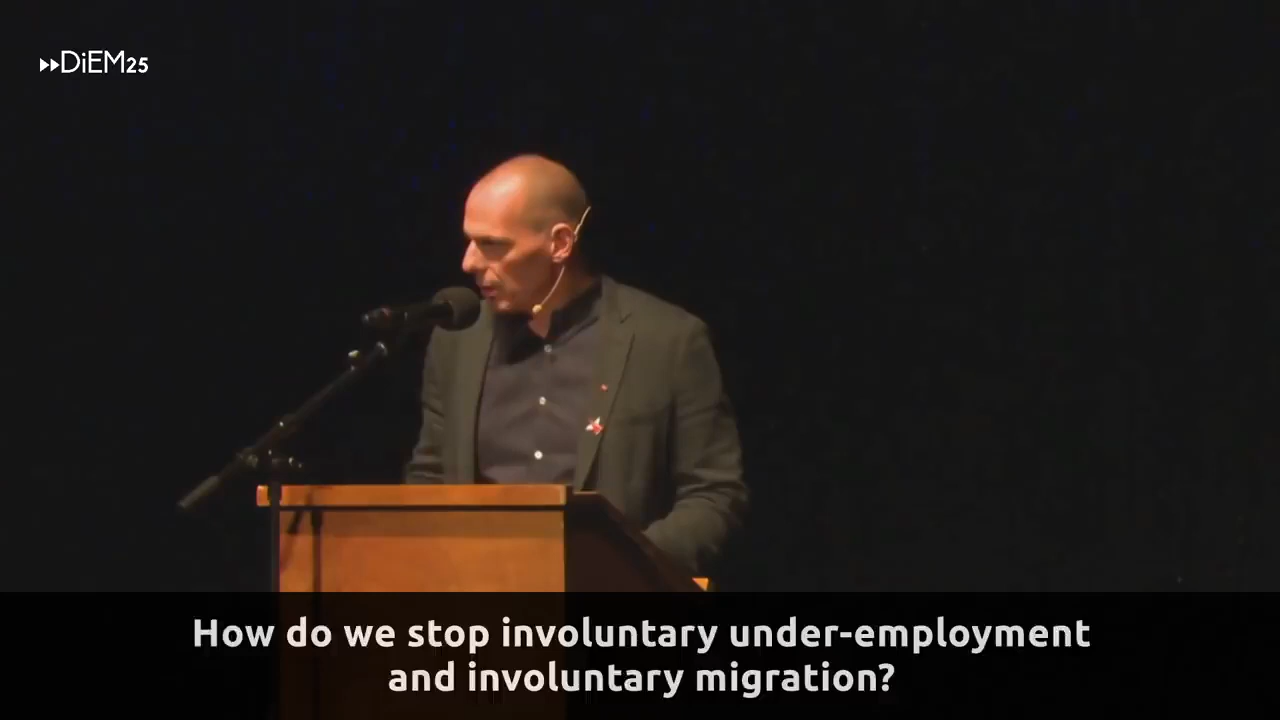 DiEM25
How do we stop involuntary under-employment
and involuntary migration?